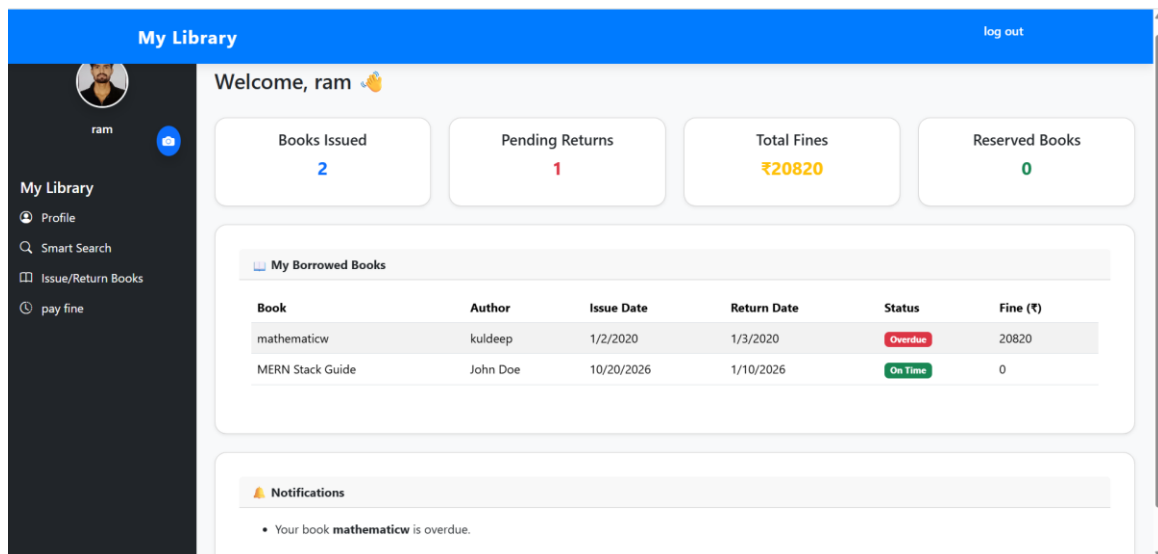 My Library
log out
ram
My Library
Profile
Smart Search
Issue/Return Books
pay fine
Welcome, ram 👋
Books Issued
2
Pending Returns
1
Total Fines
₹20820
Reserved Books
0
📖 My Borrowed Books
Book Author Issue Date Return Date Status Fine (₹)
mathematicw kuldeep 1/2/2020 1/3/2020 Overdue 20820
MERN Stack Guide John Doe 10/20/2026 1/10/2026 On Time 0
🔔 Notifications
• Your book mathematicw is overdue.